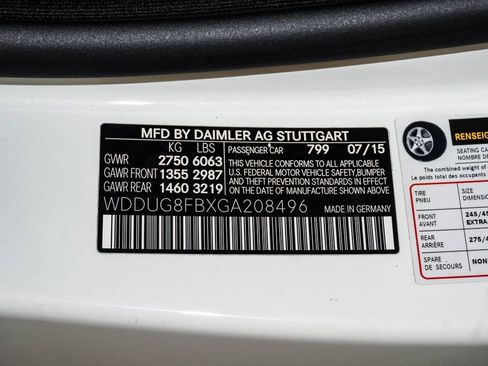 MFD BY DAIMLER AG STUTTGART
KG LBS PASSENGER CAR 799 07/15
GVWR 2750 6063 THIS VEHICLE CONFORMS TO ALL APPLICABLE
GAWR FRONT 1355 2987 U.S. FEDERAL MOTOR VEHICLE SAFETY, BUMPER
GAWR REAR 1460 3219 AND THEFT PREVENTION STANDARDS IN EFFECT
ON THE DATE OF MANUFACTURE SHOWN ABOVE.
WDDUG8FBXGA208496 MADE IN GERMANY
RENSEIGN
SEATING CA
NOMBRE D
The combined weight of
Le poids total des occupan
TIRE SIZE
PNEU DIMENSION
FRONT 245/45
AVANT EXTRA
REAR 275/4
ARRIÈRE
SPARE NON
DE SECOURS